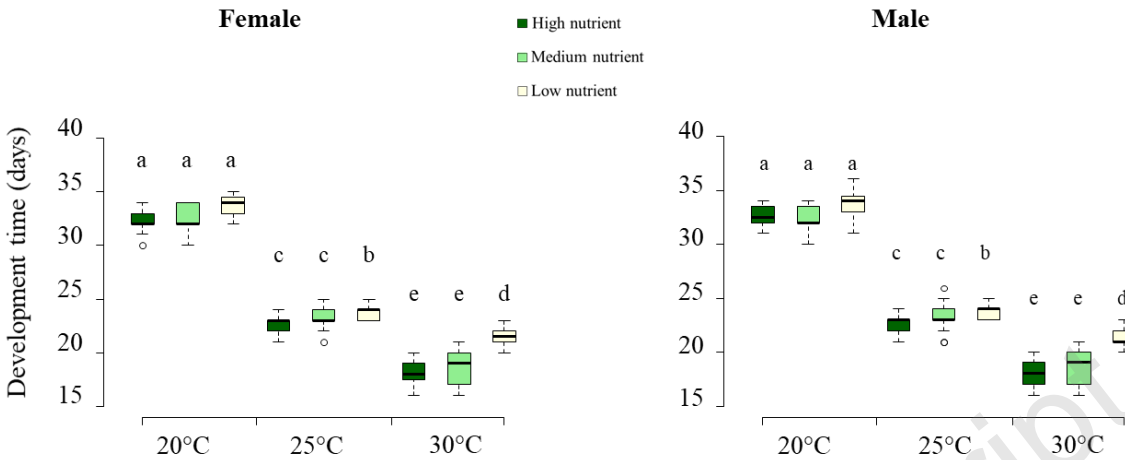 Female
High nutrient
Medium nutrient
Low nutrient
Male
Development time (days)
40
35
30
25
20
15
a a a
c c b
e e d
20°C 25°C 30°C
40
35
30
25
20
15
a a a
c c b
e e d
20°C 25°C 30°C